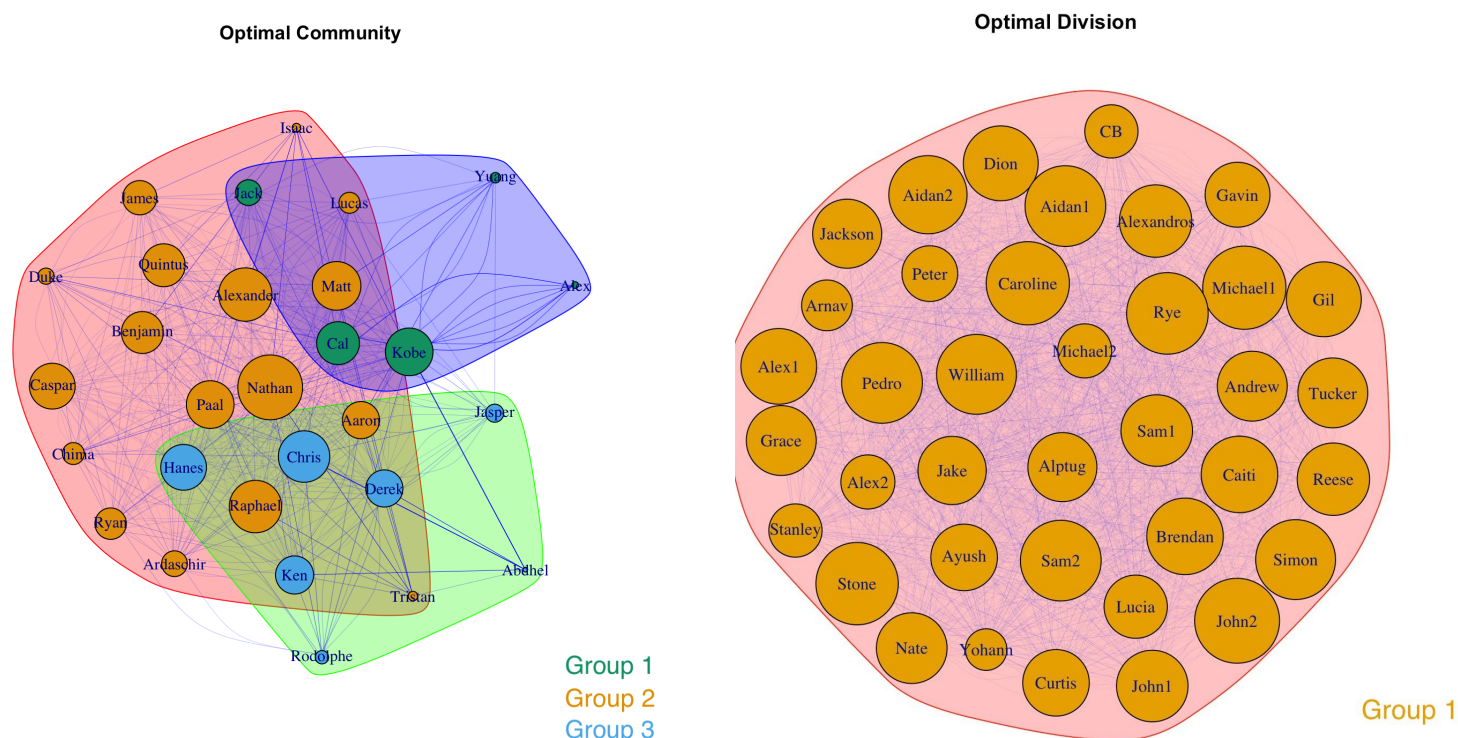 Optimal Community
Isaac
Yuang
James
Jack
Lucas
Quintus
Duke
Alexander
Matt
Alex
Benjamin
Cal
Kobe
Caspar
Nathan
Paal
Aaron
Jasper
Chima
Hanes
Chris
Derek
Raphael
Ryan
Ardaschir
Ken
Abdhel
Tristan
Rodolphe
Group 1
Group 2
Group 3
Optimal Division
CB
Dion
Aidan2
Gavin
Aidan1
Alexandros
Jackson
Peter
Caroline
Michael1
Gil
Arnav
Rye
Michael2
Alex1
William
Pedro
Andrew
Tucker
Grace
Sam1
Jake
Alptug
Caiti
Reese
Alex2
Stanley
Brendan
Ayush
Sam2
Simon
Stone
Lucia
John2
Nate
Yohann
Curtis
John1
Group 1